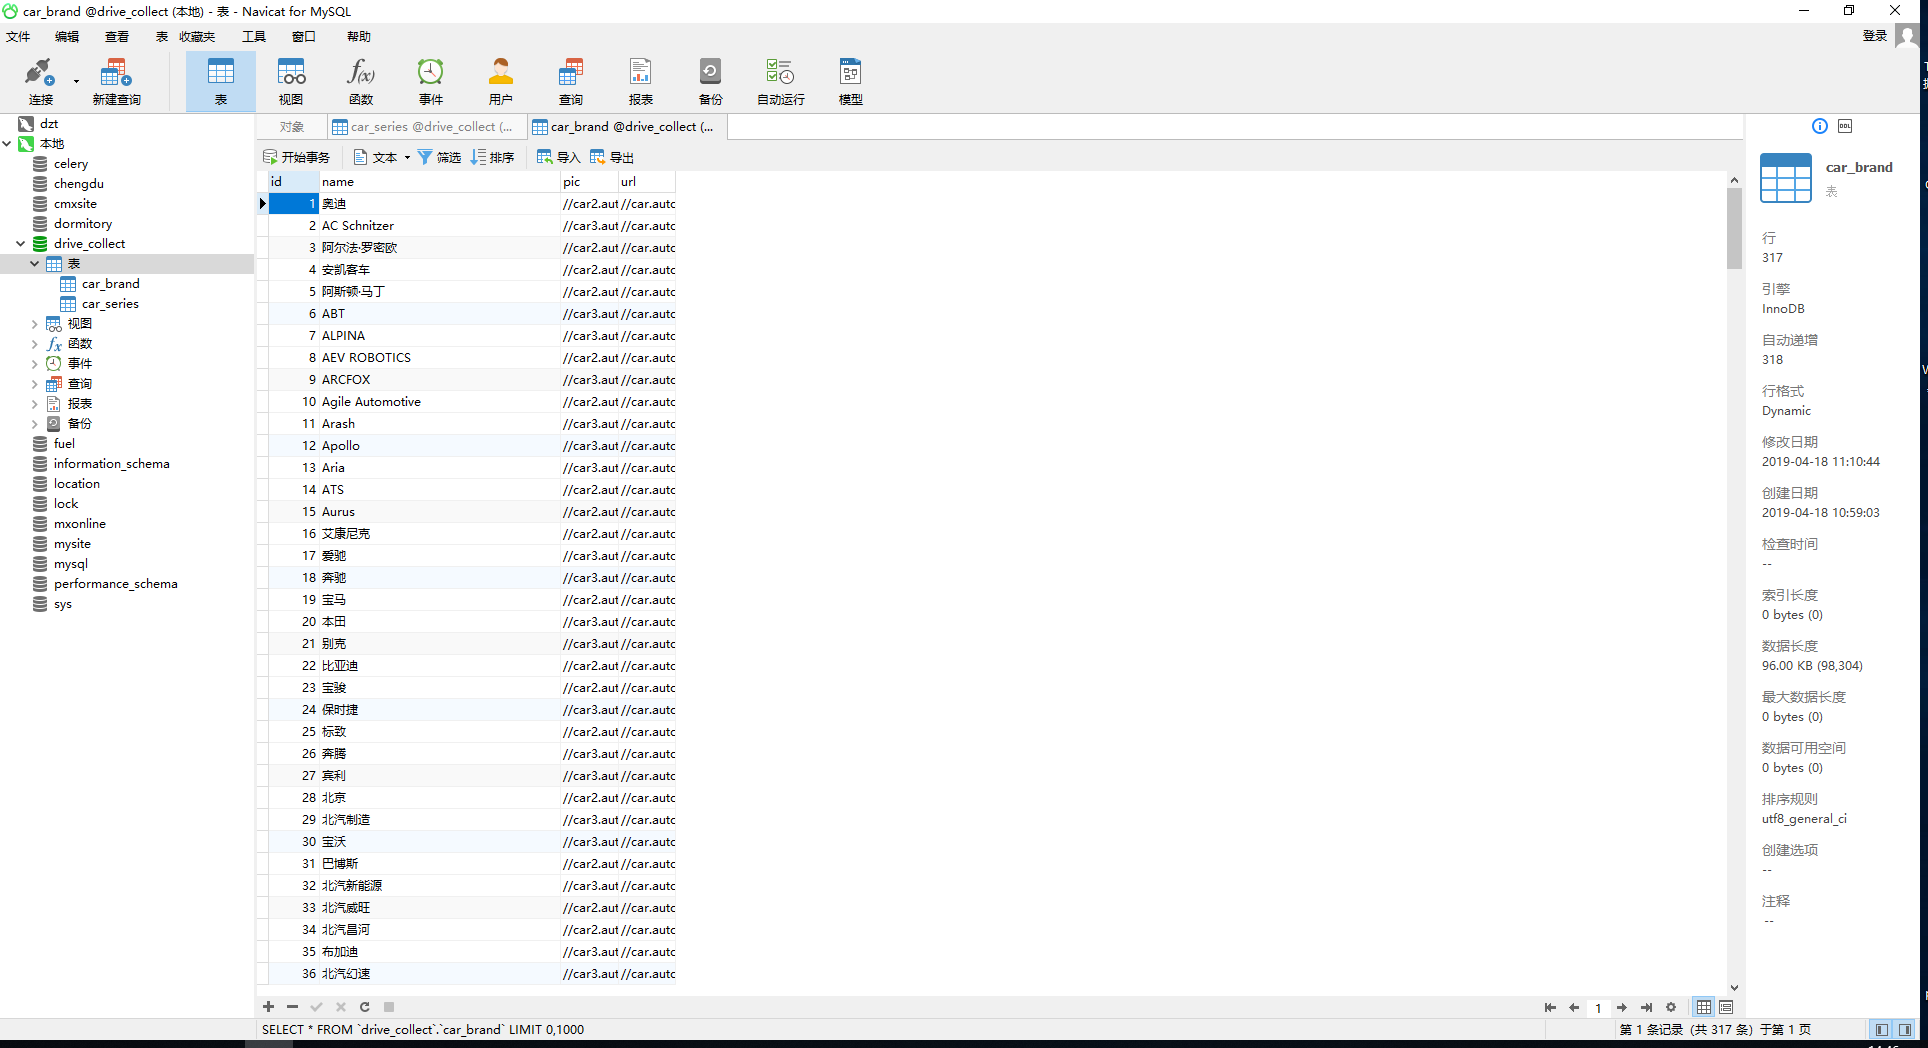 car_brand @drive_collect (本地) - 表 - Navicat for MySQL
文件 编辑 查看 表 收藏夹 工具 窗口 帮助 登录
连接 新建查询 表 视图 函数 事件 用户 查询 报表 备份 自动运行 模型
dzt
本地
celery
chengdu
cmxsite
dormitory
drive_collect
表
car_brand
car_series
视图
函数
事件
查询
报表
备份
fuel
information_schema
location
lock
mxonline
mysite
mysql
performance_schema
sys
对象 car_series @drive_collect (... car_brand @drive_collect (...
开始事务 文本 筛选 排序 导入 导出
id name pic url
1 奥迪 //car2.aut //car.autc
2 AC Schnitzer //car3.aut //car.autc
3 阿尔法·罗密欧 //car2.aut //car.autc
4 安凯客车 //car2.aut //car.autc
5 阿斯顿·马丁 //car2.aut //car.autc
6 ABT //car3.aut //car.autc
7 ALPINA //car3.aut //car.autc
8 AEV ROBOTICS //car2.aut //car.autc
9 ARCFOX //car3.aut //car.autc
10 Agile Automotive //car2.aut //car.autc
11 Arash //car3.aut //car.autc
12 Apollo //car3.aut //car.autc
13 Aria //car3.aut //car.autc
14 ATS //car2.aut //car.autc
15 Aurus //car2.aut //car.autc
16 艾康尼克 //car2.aut //car.autc
17 爱驰 //car3.aut //car.autc
18 奔驰 //car3.aut //car.autc
19 宝马 //car2.aut //car.autc
20 本田 //car3.aut //car.autc
21 别克 //car3.aut //car.autc
22 比亚迪 //car2.aut //car.autc
23 宝骏 //car2.aut //car.autc
24 保时捷 //car3.aut //car.autc
25 标致 //car2.aut //car.autc
26 奔腾 //car3.aut //car.autc
27 宾利 //car3.aut //car.autc
28 北京 //car2.aut //car.autc
29 北汽制造 //car3.aut //car.autc
30 宝沃 //car3.aut //car.autc
31 巴博斯 //car2.aut //car.autc
32 北汽新能源 //car3.aut //car.autc
33 北汽威旺 //car2.aut //car.autc
34 北汽昌河 //car2.aut //car.autc
35 布加迪 //car3.aut //car.autc
36 北汽幻速 //car3.aut //car.autc
1
SELECT * FROM `drive_collect`.`car_brand` LIMIT 0,1000
第 1 条记录 (共 317 条) 于第 1 页
DDL
car_brand
表
行
317
引擎
InnoDB
自动递增
318
行格式
Dynamic
修改日期
2019-04-18 11:10:44
创建日期
2019-04-18 10:59:03
检查时间
--
索引长度
0 bytes (0)
数据长度
96.00 KB (98,304)
最大数据长度
0 bytes (0)
数据可用空间
0 bytes (0)
排序规则
utf8_general_ci
创建选项
--
注释
--